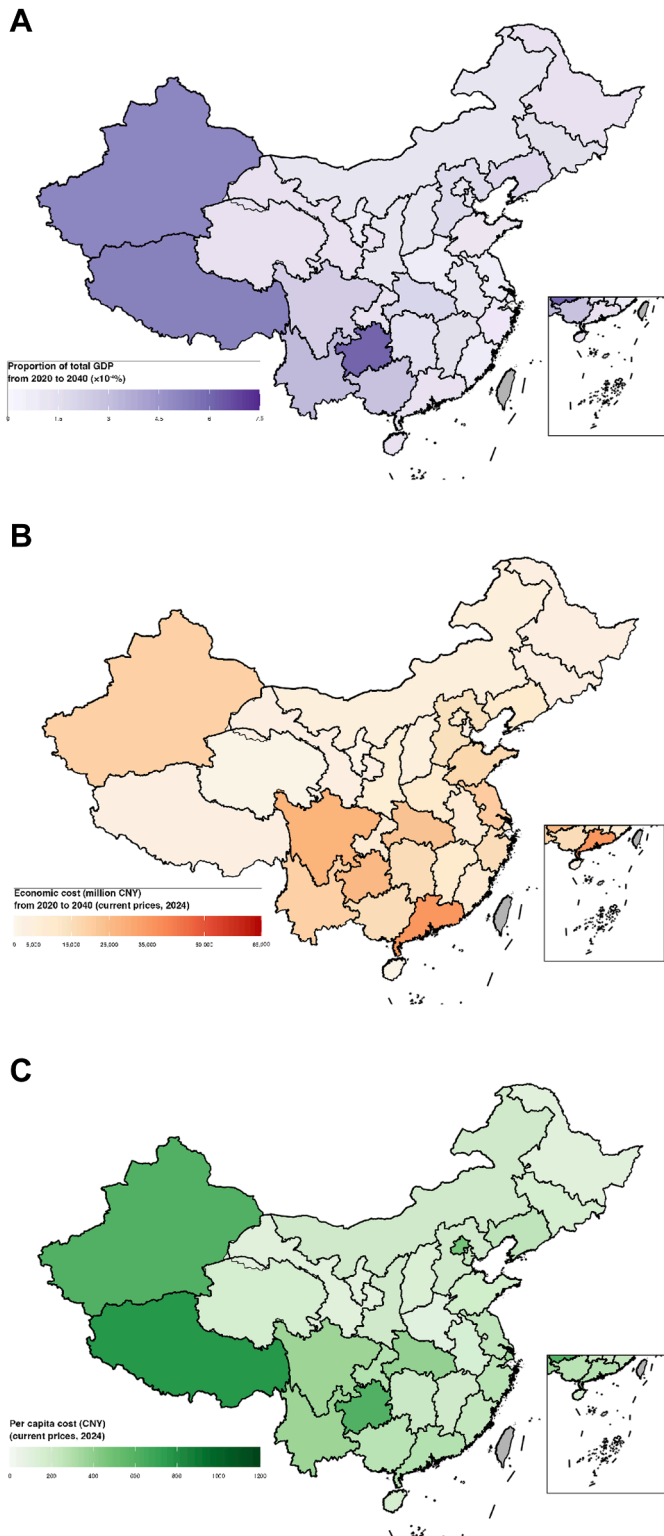 A
Proportion of total GDP
from 2020 to 2040 (×10⁻²%)
0 1.5 3 4.5 6 7.5
B
Economic cost (million CNY)
from 2020 to 2040 (current prices, 2024)
0 5,000 15,000 25,000 35,000 50,000 65,000
C
Per capita cost (CNY)
(current prices, 2024)
0 200 400 600 800 1000 1200